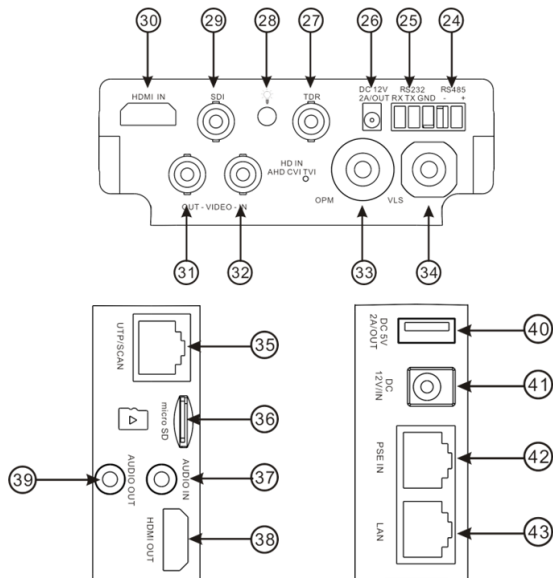 30 29 28 27 26 25 24
HDMI IN
SDI
TDR
DC 12V
2A/OUT
RS232
RX TX GND
RS485
- +
HD IN
AHD CVI TVI
OUT - VIDEO - IN
OPM
VLS
31 32 33 34
UTP/SCAN
35
micro SD
36
AUDIO IN
37
AUDIO OUT
39
HDMI OUT
38
DC 5V
2A/OUT
40
DC
12V/IN
41
PSE IN
42
LAN
43